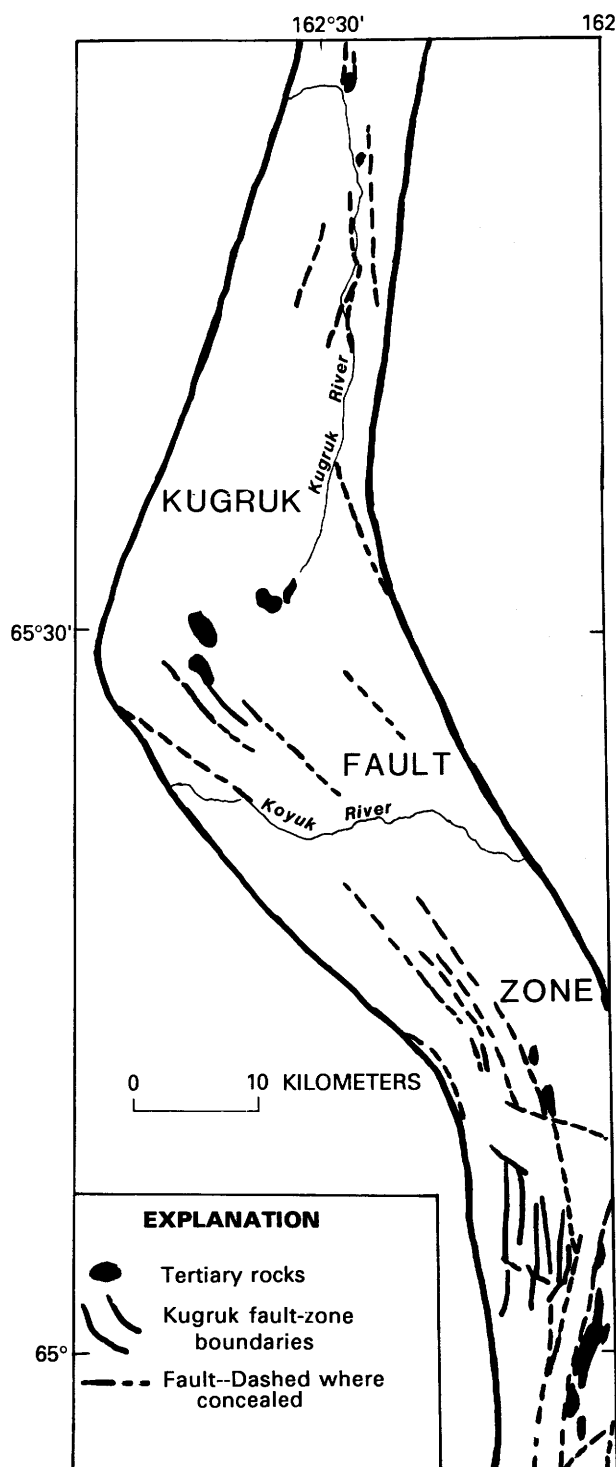 162°30'
162
Kugruk River
KUGRUK
65°30'
FAULT
Koyuk River
ZONE
0 10 KILOMETERS
EXPLANATION
Tertiary rocks
Kugruk fault-zone
boundaries
65°
Fault--Dashed where
concealed